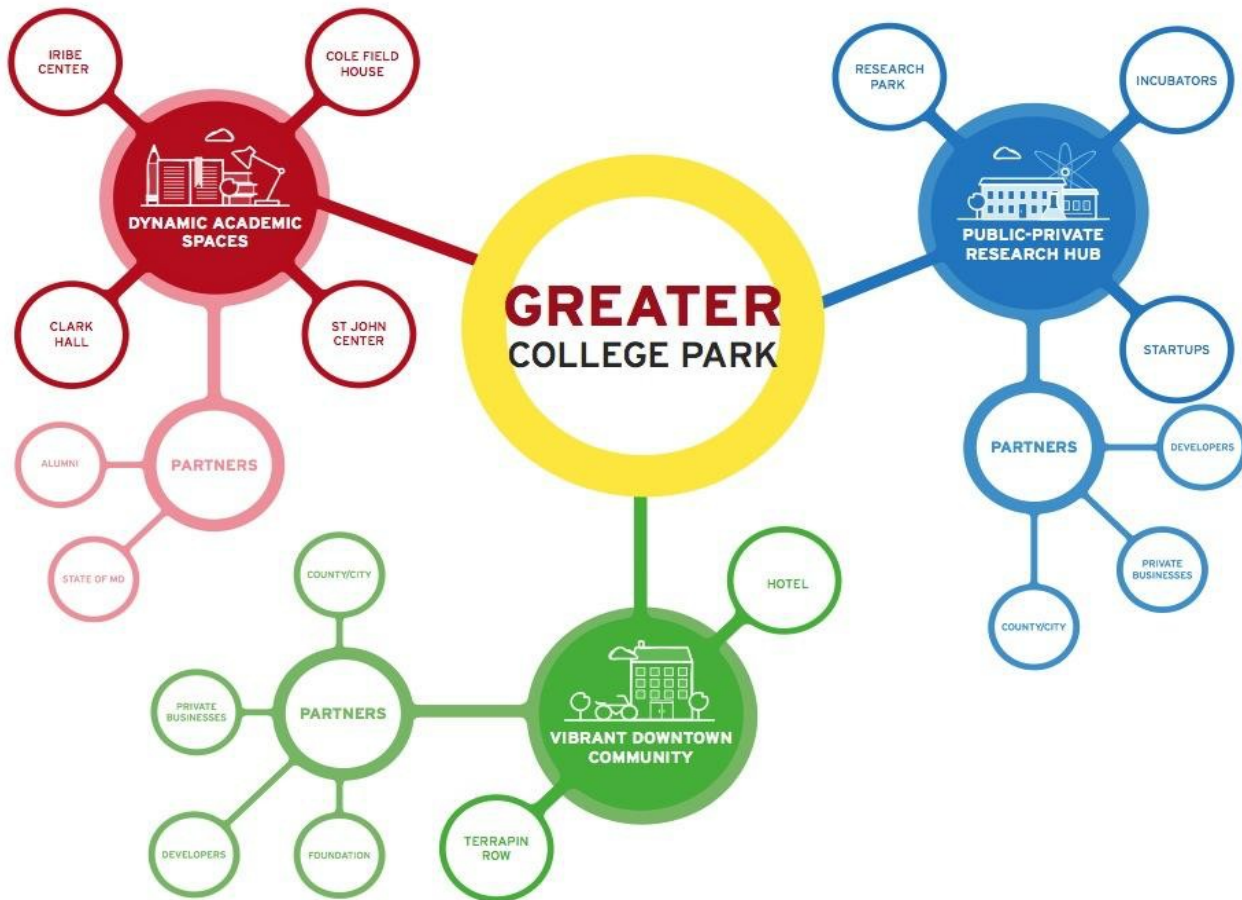 IRIBE
CENTER
COLE FIELD
HOUSE
DYNAMIC ACADEMIC
SPACES
CLARK
HALL
ST JOHN
CENTER
PARTNERS
ALUMNI
STATE OF MD
GREATER
COLLEGE PARK
RESEARCH
PARK
INCUBATORS
PUBLIC-PRIVATE
RESEARCH HUB
STARTUPS
PARTNERS
DEVELOPERS
PRIVATE
BUSINESSES
COUNTY/CITY
HOTEL
VIBRANT DOWNTOWN
COMMUNITY
TERRAPIN
ROW
COUNTY/CITY
PARTNERS
PRIVATE
BUSINESSES
DEVELOPERS
FOUNDATION